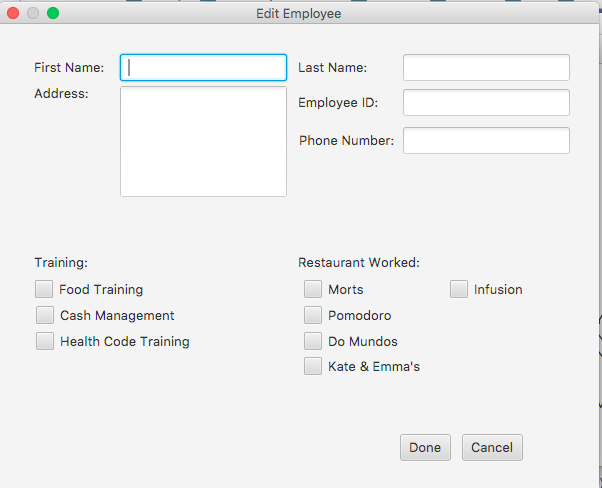 Edit Employee
First Name:
Last Name:
Address:
Employee ID:
Phone Number:
Training:
Food Training
Cash Management
Health Code Training
Restaurant Worked:
Morts
Infusion
Pomodoro
Do Mundos
Kate & Emma's
Done
Cancel